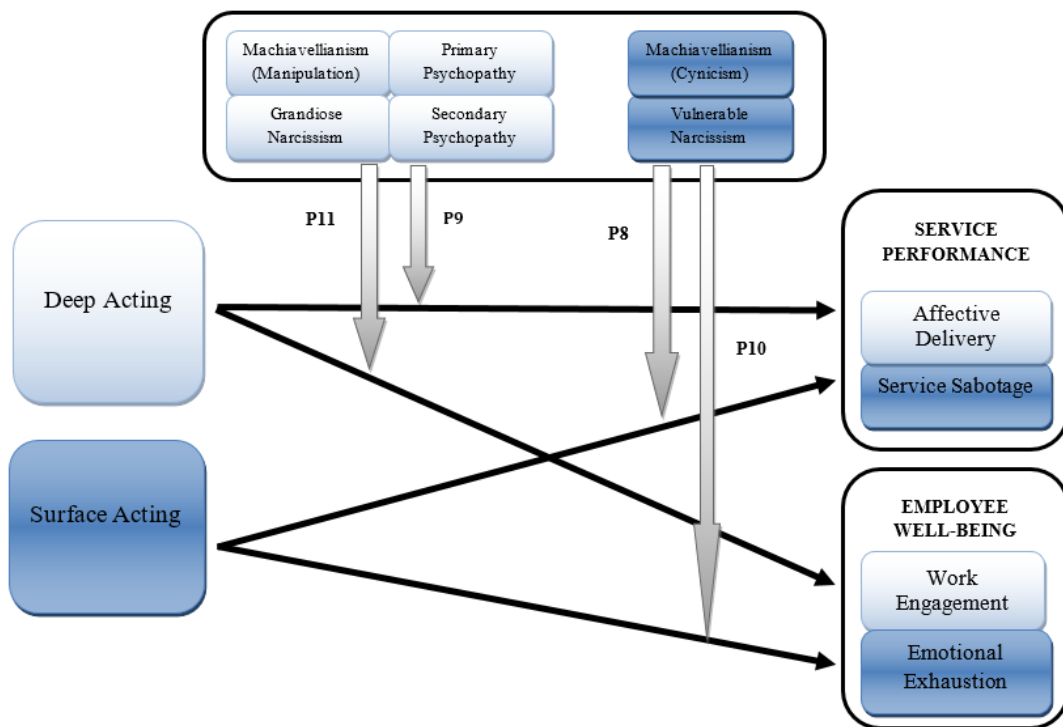 Machiavellianism
(Manipulation)
Primary
Psychopathy
Machiavellianism
(Cynicism)
Grandiose
Narcissism
Secondary
Psychopathy
Vulnerable
Narcissism
P11
P9
P8
P10
Deep Acting
Surface Acting
SERVICE
PERFORMANCE
Affective
Delivery
Service Sabotage
EMPLOYEE
WELL-BEING
Work
Engagement
Emotional
Exhaustion